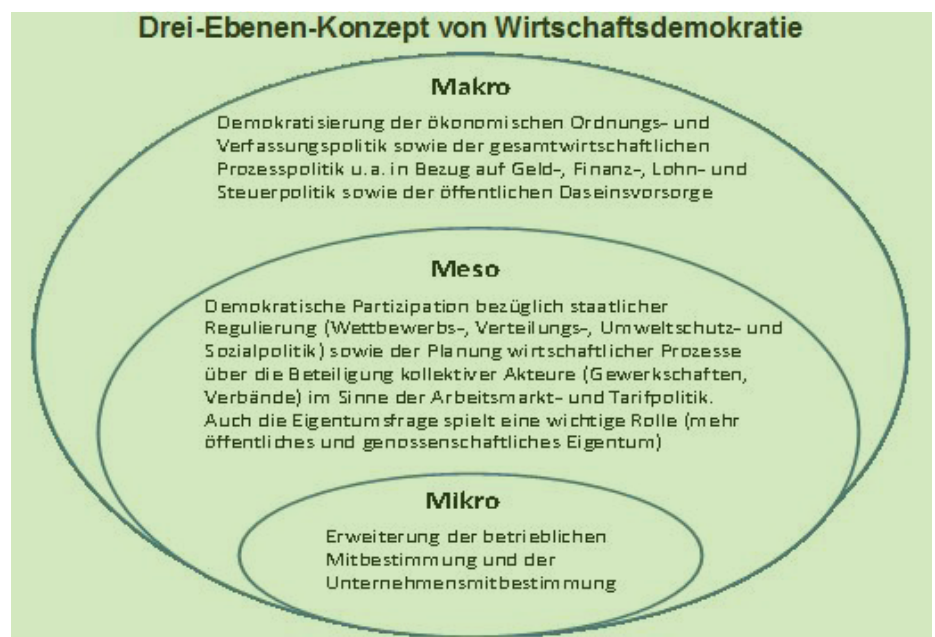 Drei-Ebenen-Konzept von Wirtschaftsdemokratie
Makro
Demokratisierung der ökonomischen Ordnungs- und
Verfassungspolitik sowie der gesamtwirtschaftlichen
Prozesspolitik u.a. in Bezug auf Geld-, Finanz-, Lohn- und
Steuerpolitik sowie der öffentlichen Daseinsvorsorge
Meso
Demokratische Partizipation bezüglich staatlicher
Regulierung (Wettbewerbs-, Verteilungs-, Umweltschutz- und
Sozialpolitik) sowie der Planung wirtschaftlicher Prozesse
über die Beteiligung kollektiver Akteure (Gewerkschaften,
Verbände) im Sinne der Arbeitsmarkt- und Tarifpolitik.
Auch die Eigentumsfrage spielt eine wichtige Rolle (mehr
öffentliches und genossenschaftliches Eigentum)
Mikro
Erweiterung der betrieblichen
Mitbestimmung und der
Unternehmensmitbestimmung